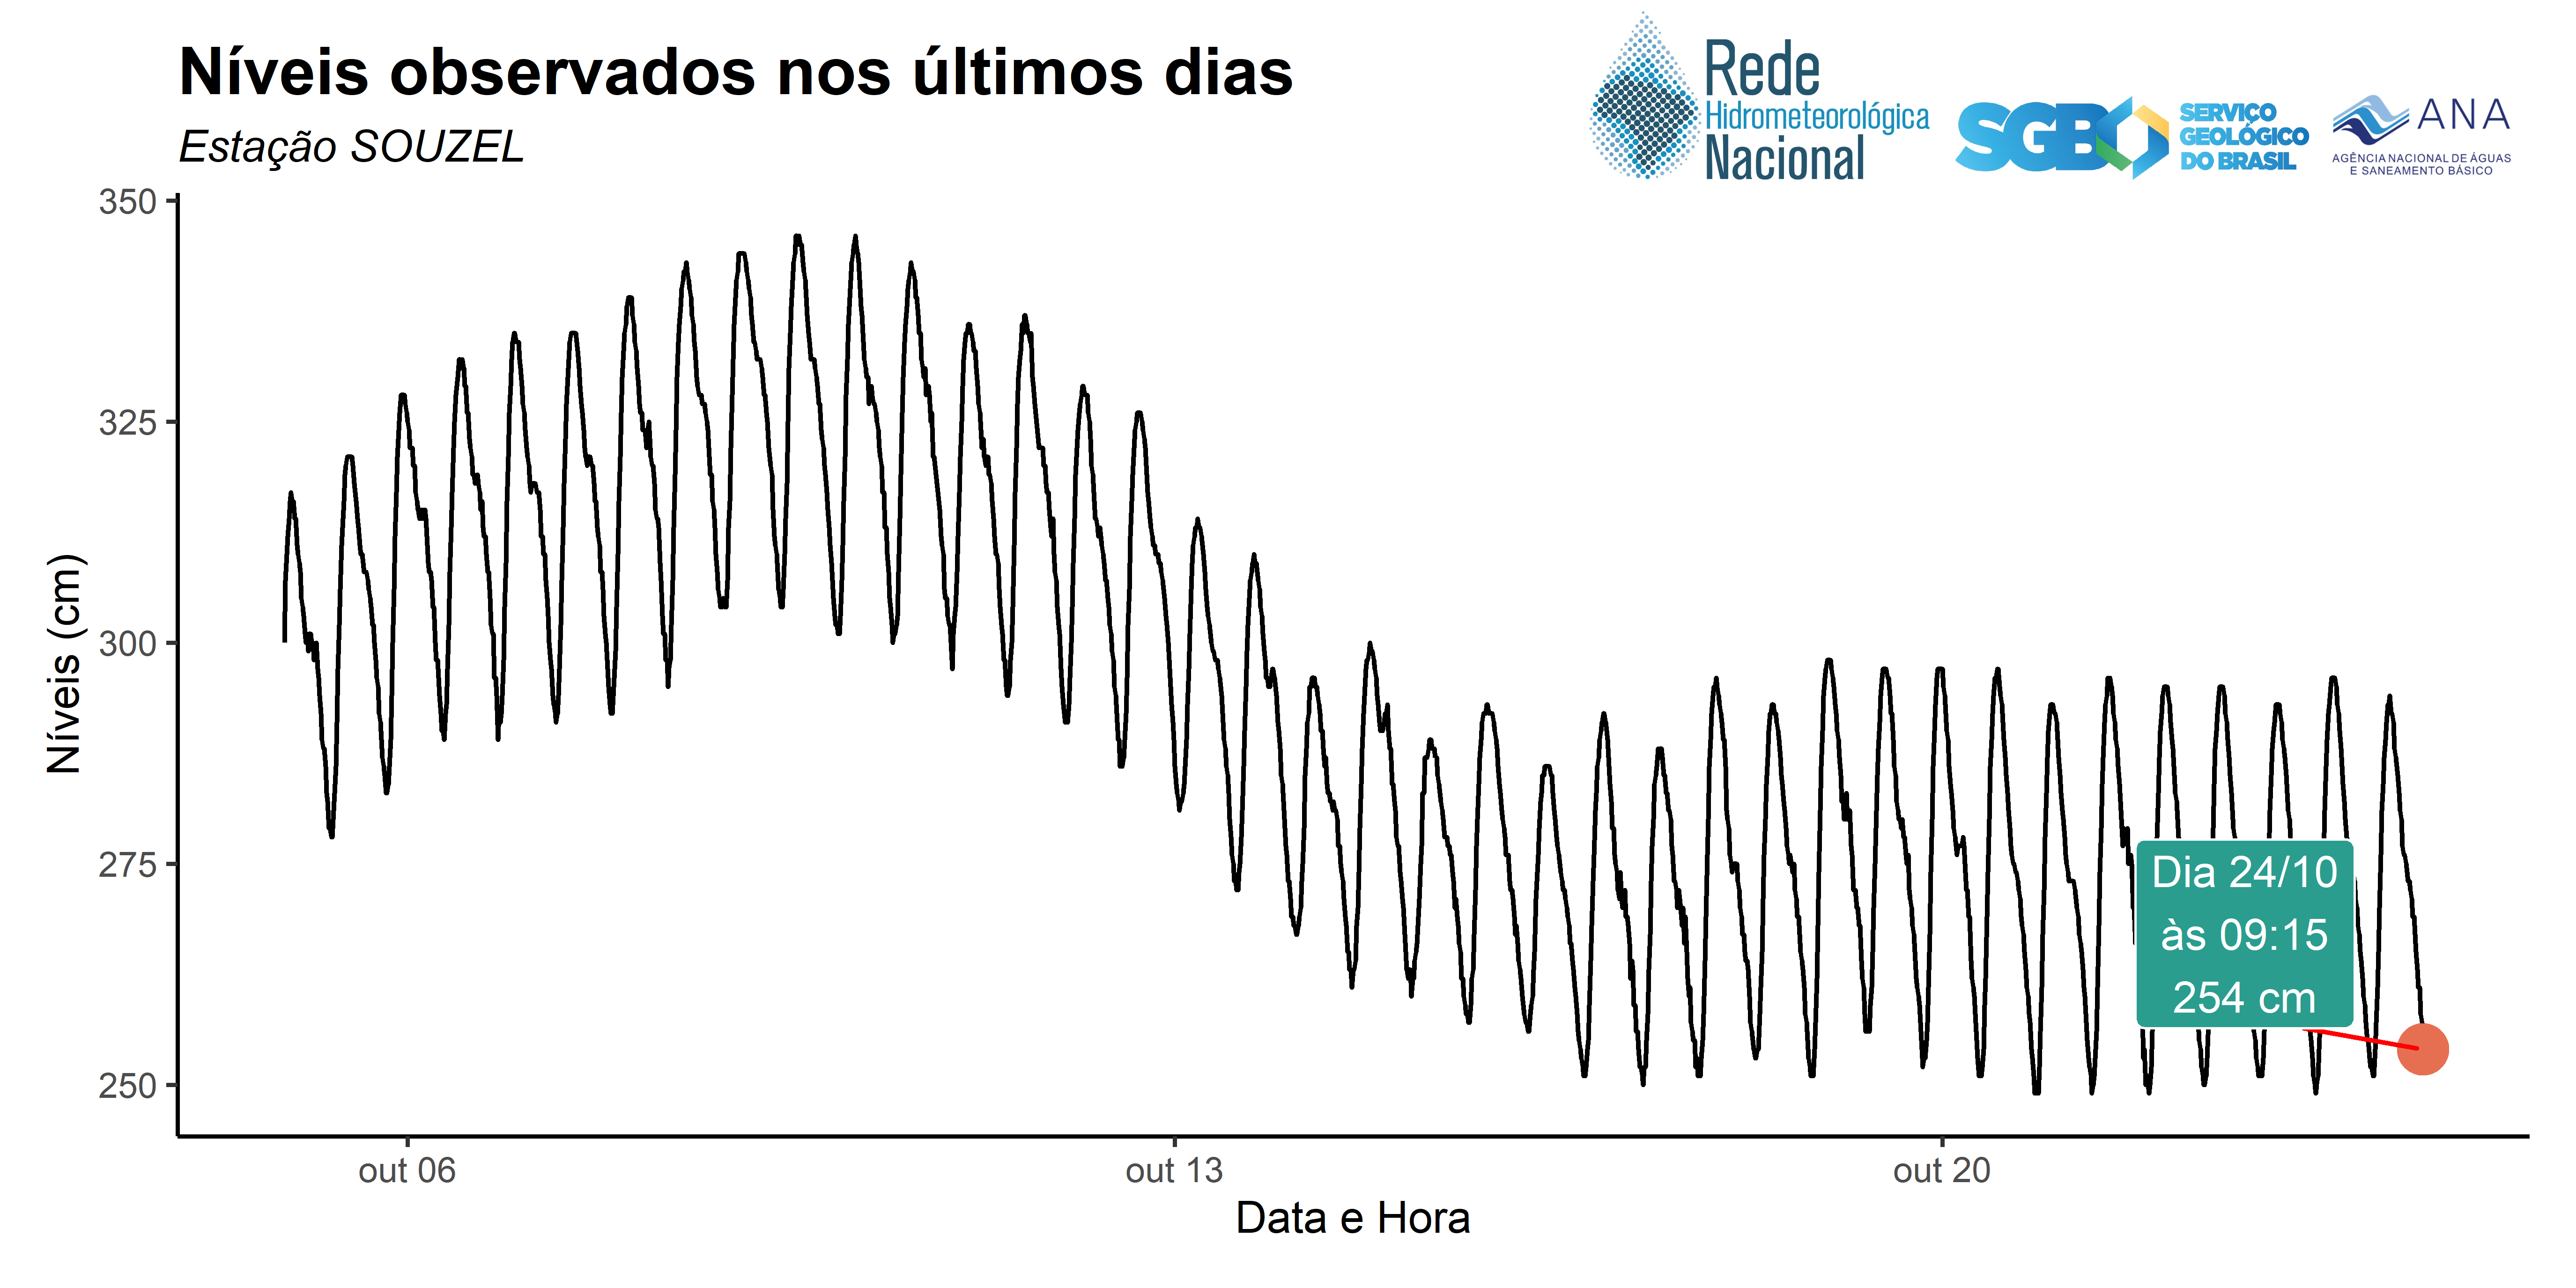 Níveis observados nos últimos dias
Estação SOUZEL
Rede
Hidrometeorológica
Nacional
SGB
SERVIÇO
GEOLÓGICO
DO BRASIL
ANA
AGÊNCIA NACIONAL DE ÁGUAS
E SANEAMENTO BÁSICO
350
325
300
275
250
Níveis (cm)
Dia 24/10
às 09:15
254 cm
out 06
out 13
out 20
Data e Hora